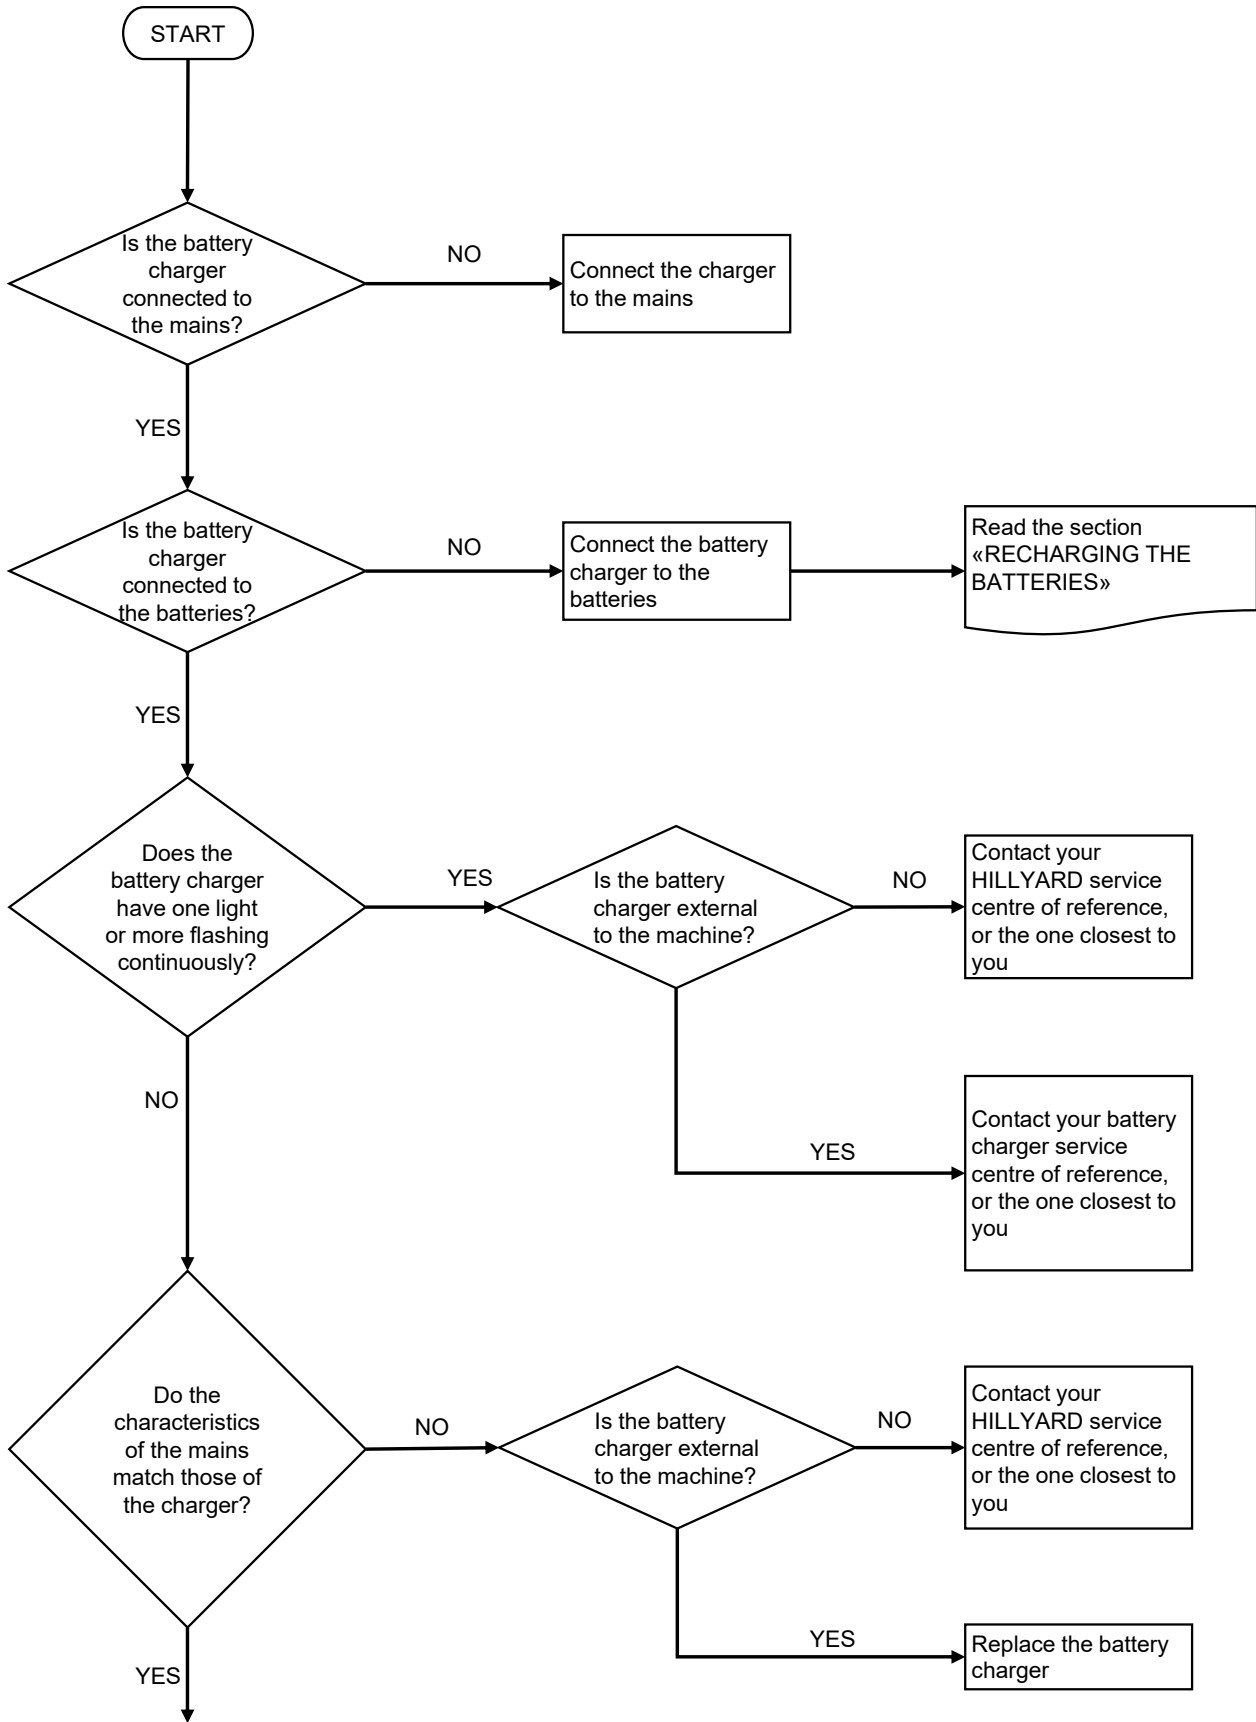 START
Is the battery
charger
connected to
the mains?
NO
Connect the charger
to the mains
YES
Is the battery
charger
connected to
the batteries?
NO
Connect the battery
charger to the
batteries
Read the section
«RECHARGING THE
BATTERIES»
YES
Does the
battery charger
have one light
or more flashing
continuously?
YES
Is the battery
charger external
to the machine?
NO
Contact your
HILLYARD service
centre of reference,
or the one closest to
you
YES
Contact your battery
charger service
centre of reference,
or the one closest to
you
NO
Do the
characteristics
of the mains
match those of
the charger?
NO
Is the battery
charger external
to the machine?
NO
Contact your
HILLYARD service
centre of reference,
or the one closest to
you
YES
Replace the battery
charger
YES